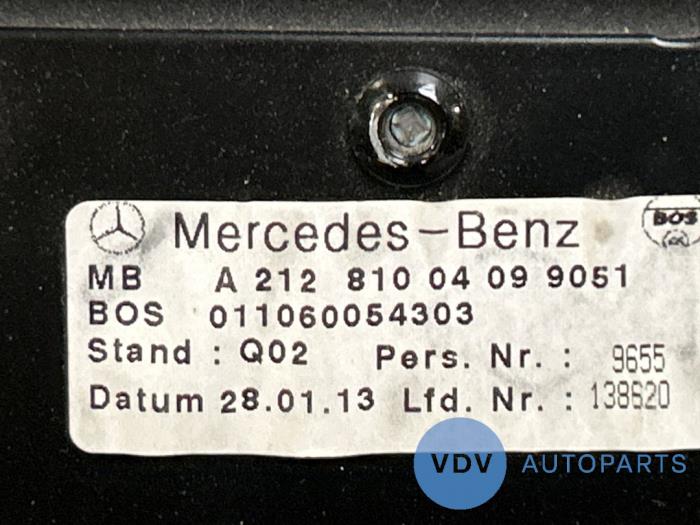 Mercedes-Benz BOS
MB A 212 810 04 09 9051
BOS 011060054303
Stand : Q02 Pers. Nr. : 9655
Datum 28.01.13 Lfd. Nr. : 138620
VDV AUTOPARTS